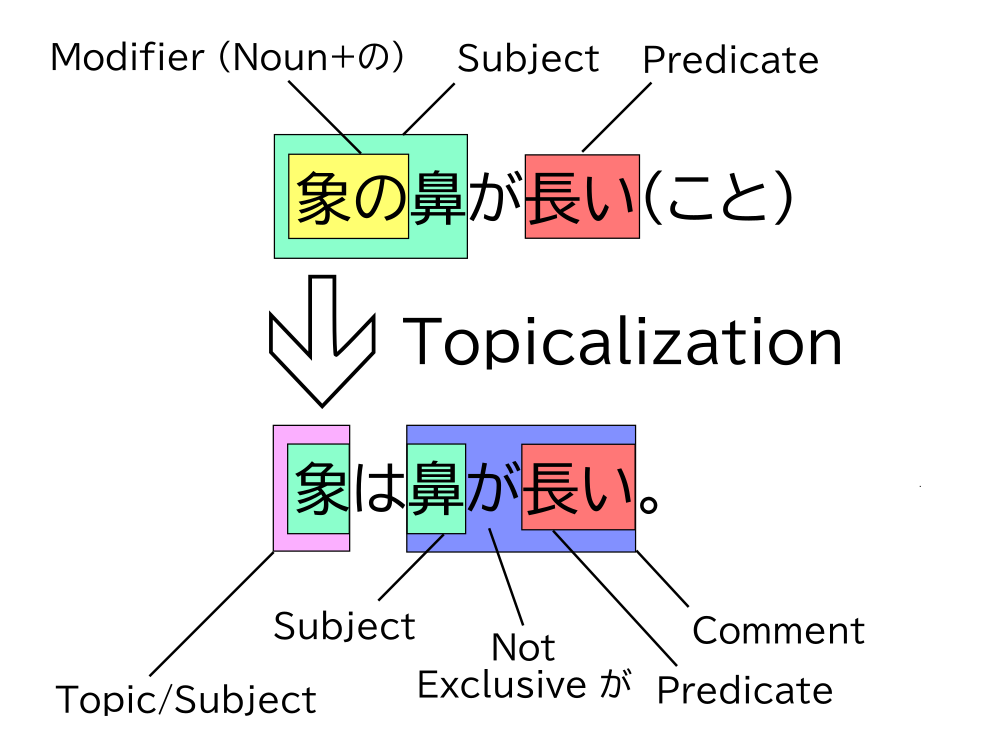 Modifier (Noun+の) Subject Predicate
象の鼻が長い(こと)
Topicalization
象は鼻が長い。
Subject
Not
Exclusive が
Comment
Topic/Subject
Predicate